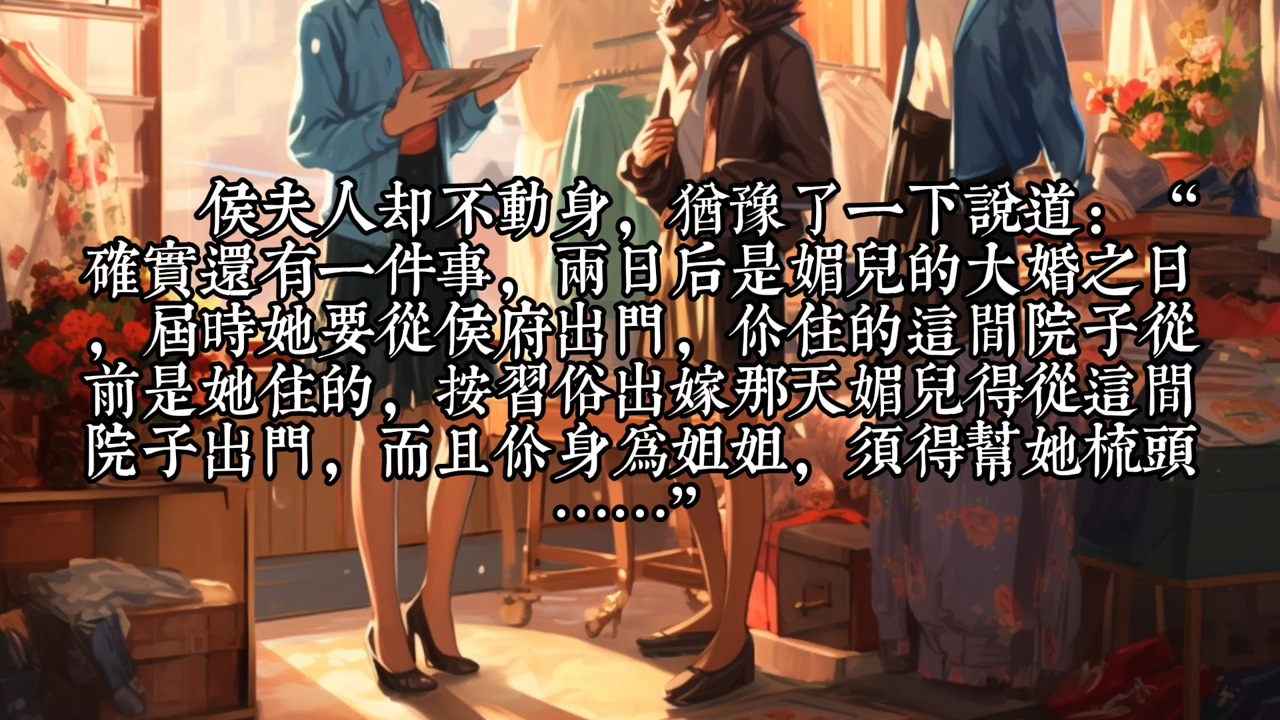 侯夫人却不動身，猶豫了一下說道：“
確實還有一件事，兩日后是媚兒的大婚之日
，屆時她要從侯府出門，伱住的這間院子從
前是她住的，按習俗出嫁那天媚兒得從這間
院子出門，而且伱身爲姐姐，須得幫她梳頭
……”